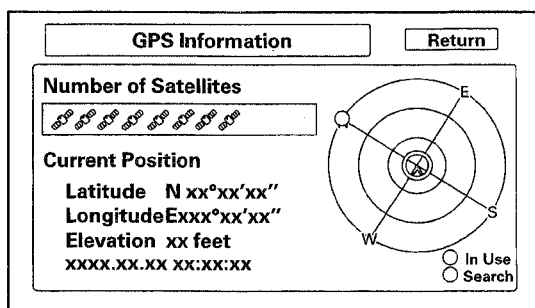 GPS Information
Return
Number of Satellites
Current Position
Latitude N xx°xx'xx"
LongitudeExxx°xx'xx"
Elevation xx feet
xxxx.xx.xx xx:xx:xx
E
S
W
In Use
Search